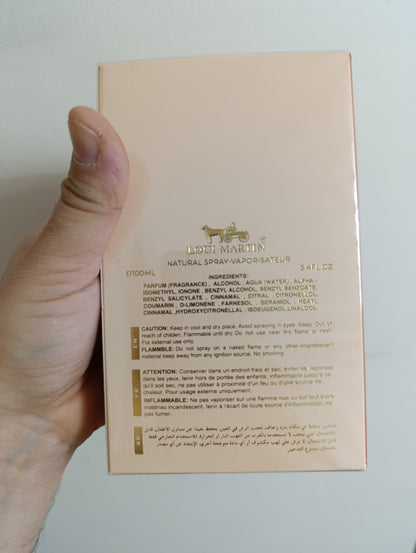 LOUI MARTIN
NATURAL SPRAY-VAPORISATEUR
e100ML 3.4FL.OZ
INGREDIENTS:
PARFUM (FRAGRANCE) , ALCOHOL , AQUA (WATER) , ALPHA -
ISOMETHYL, IONONE , BENZYL ALCOHOL, BENZYL BENZOATE,
BENZYL SALICYLATE , CINNAMAL , CITRAL , CITRONELLOL,
COUMARIN , D-LIMONENE , FARNESOL , GERANIOL , HEXYL
CINNAMAL ,HYDROXYCITRONELLAL , ISOEUGENOL,LINALOOL.
EN
CAUTION: Keep in cool and dry place. Avoid spraying in eyes. Keep Out of
reach of childen. Flammable until dry. Do not use near fire flame or heat.
For external use only.
FLAMMBLE: Do not spray on a naked flame or any other-incandescen't
material keep away from any ignition source. No smoking
FR
ATTENTION: Conserver dans un endroit frais et sec, éviter de vaporiser
dans les yeux, tenir hors de portée des enfants, inflammable jusqu'à ce
qu'il sec, ne pas utiliser à proximité d'un feu ou d'une source de
chaleur. Pour usage externe uniquement.
INFLAMMABLE: Ne pas vaporiser sur une flamme nue ou sur tout autre
matériau incandescent, tenir à l'écart de toute source d'inflammation, ne
pas fumer.
AR